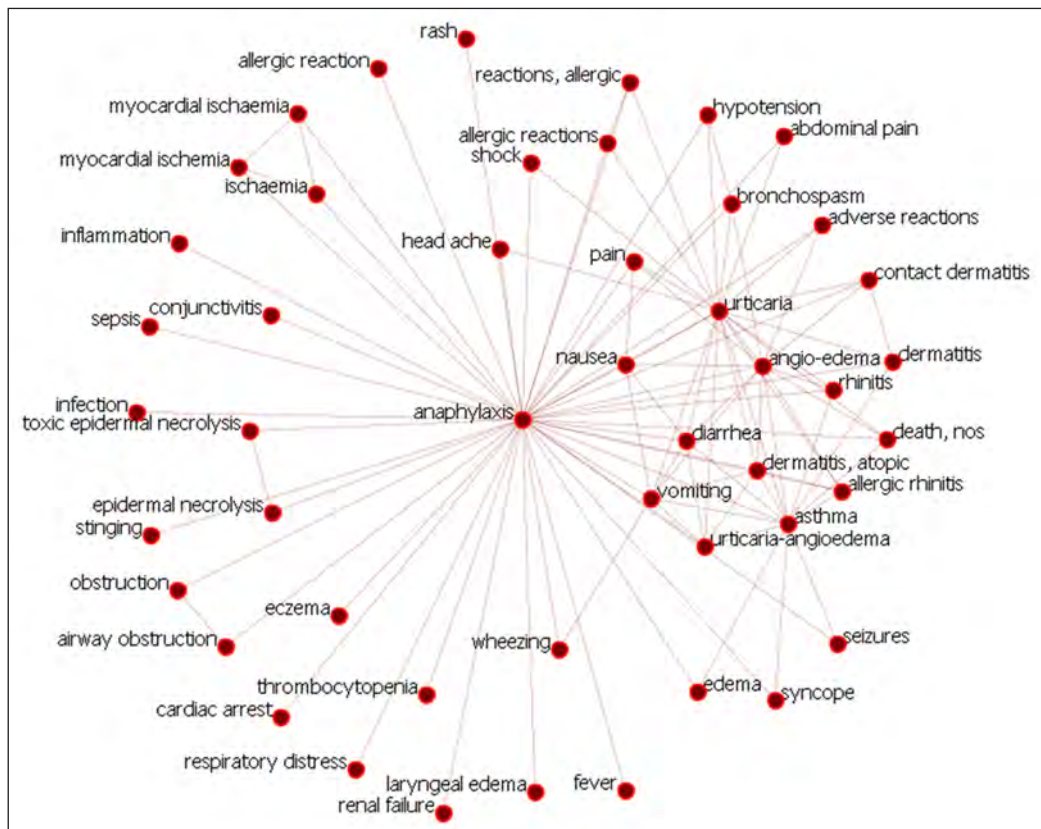 rash
allergic reaction
reactions, allergic
myocardial ischaemia
hypotension
allergic reactions
abdominal pain
myocardial ischemia
shock
ischaemia
bronchospasm
adverse reactions
inflammation
head ache
pain
contact dermatitis
conjunctivitis
urticaria
sepsis
nausea
angio-edema
dermatitis
rhinitis
infection
anaphylaxis
toxic epidermal necrolysis
diarrhea
death, nos
dermatitis, atopic
allergic rhinitis
epidermal necrolysis
vomiting
stinging
asthma
urticaria-angioedema
obstruction
eczema
airway obstruction
wheezing
seizures
thrombocytopenia
edema
syncope
cardiac arrest
respiratory distress
laryngeal edema
fever
renal failure